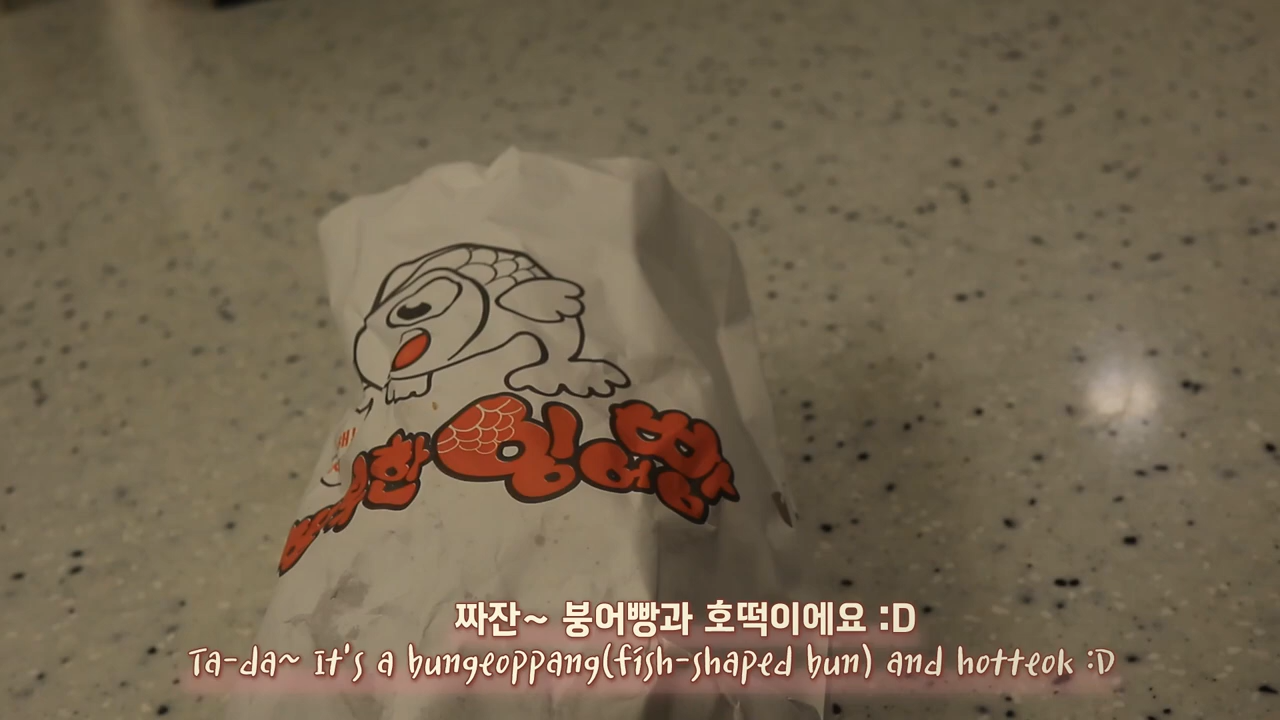 한 잉어빵
짜잔~ 붕어빵과 호떡이에요 :D
Ta-da~ It's a bungeoppang(fish-shaped bun) and hotteok :D